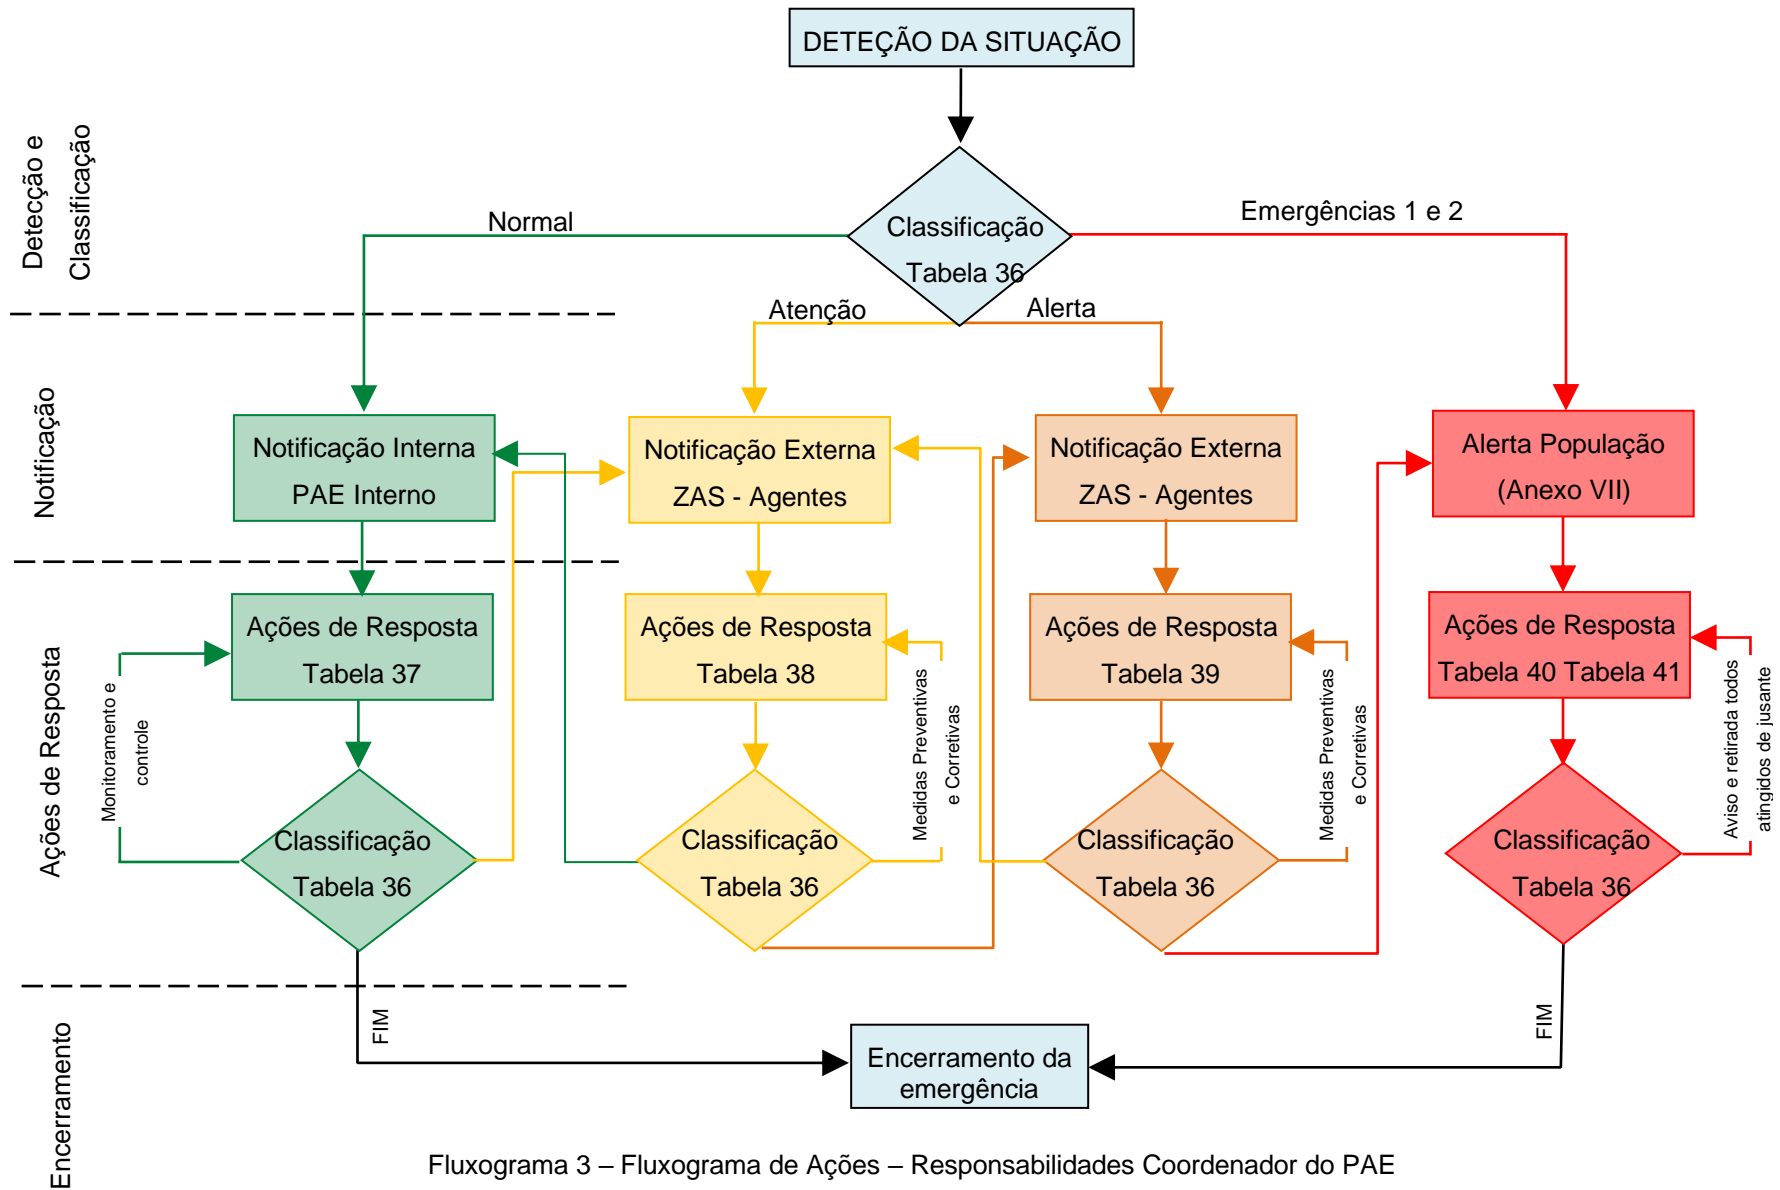 DETEÇÃO DA SITUAÇÃO
Detecção e
Classificação
Normal
Classificação
Tabela 36
Emergências 1 e 2
Atenção
Alerta
Notificação
Notificação Interna
PAE Interno
Notificação Externa
ZAS - Agentes
Notificação Externa
ZAS - Agentes
Alerta População
(Anexo VII)
Ações de Resposta
Ações de Resposta
Tabela 37
Ações de Resposta
Tabela 38
Ações de Resposta
Tabela 39
Ações de Resposta
Tabela 40 Tabela 41
Monitoramento e
controle
Medidas Preventivas
e Corretivas
Medidas Preventivas
e Corretivas
Aviso e retirada todos
atingidos de jusante
Classificação
Tabela 36
Classificação
Tabela 36
Classificação
Tabela 36
Classificação
Tabela 36
Encerramento
FIM
FIM
Encerramento da
emergência
Fluxograma 3 – Fluxograma de Ações – Responsabilidades Coordenador do PAE